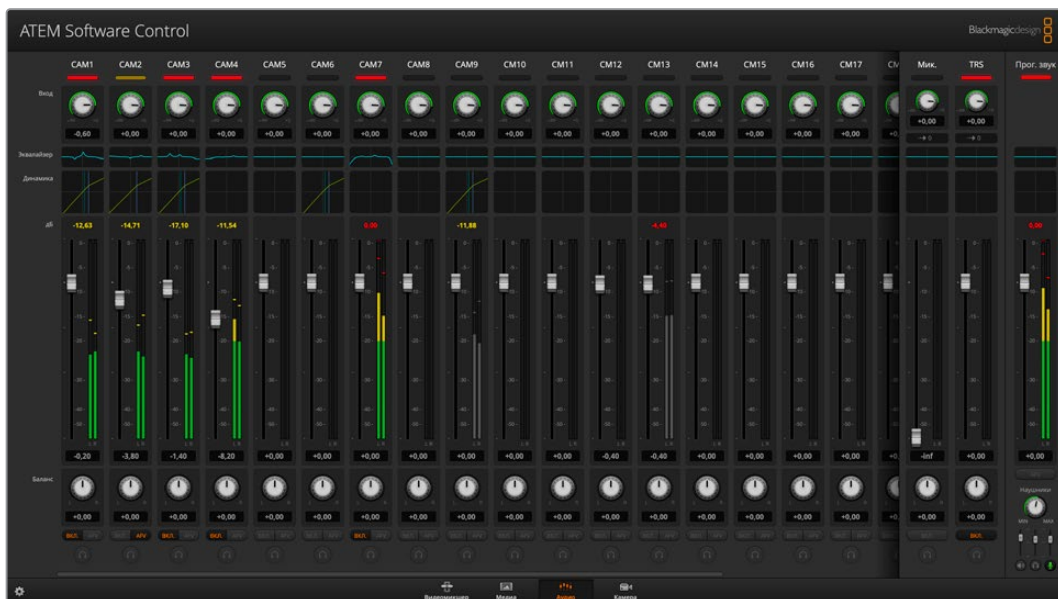 ATEM Software Control
Blackmagicdesign
CAM1 CAM2 CAM3 CAM4 CAM5 CAM6 CAM7 CAM8 CAM9 CM10 CM11 CM12 CM13 CM14 CM15 CM16 CM17 Мик. TRS Прог. звук
Вход
-0,60 +0,00 +0,00 +0,00 +0,00 +0,00 +0,00 +0,00 +0,00 +0,00 +0,00 +0,00 +0,00 +0,00 +0,00 +0,00 +0,00 +0,00 +0,00
Эквалайзер
Динамика
дБ -12,63 -14,71 -17,10 -11,54 0,00 -11,88 -4,40 0,00
-0,20 -3,80 -1,40 -8,20 +0,00 +0,00 +0,00 +0,00 +0,00 +0,00 +0,00 -0,40 -0,40 +0,00 +0,00 +0,00 +0,00 -inf +0,00 +0,00
Баланс
+0,00 +0,00 +0,00 +0,00 +0,00 +0,00 +0,00 +0,00 +0,00 +0,00 +0,00 +0,00 +0,00 +0,00 +0,00 +0,00 +0,00 +0,00 +0,00
Наушники
MIN MAX
ВКЛ. AFV ВКЛ. ВКЛ. ВКЛ. ВКЛ.
Медиа Аудио Камера